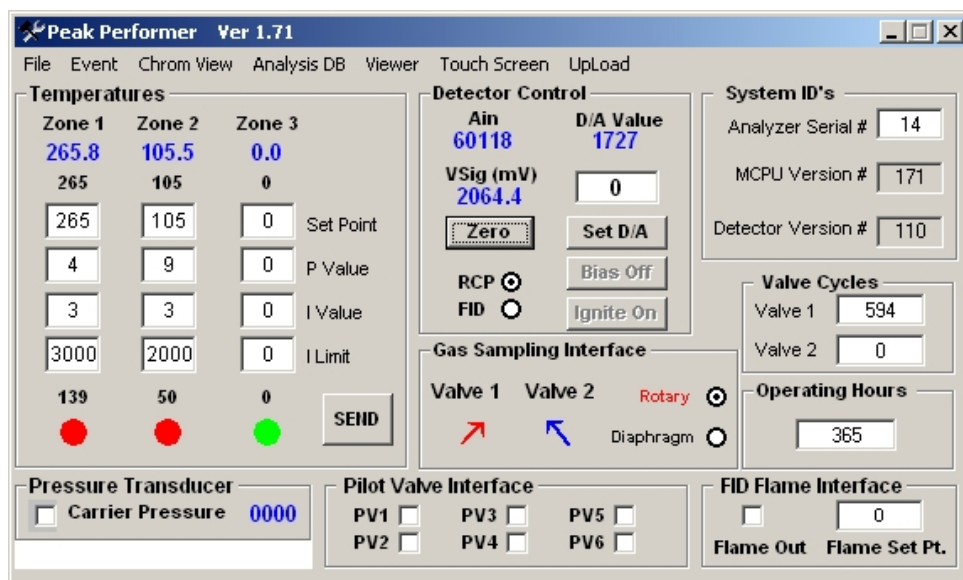 Peak Performer Ver 1.71
File Event Chrom View Analysis DB Viewer Touch Screen UpLoad
Temperatures
Zone 1 Zone 2 Zone 3
265.8 105.5 0.0
265 105 0
265 105 0 Set Point
4 9 0 P Value
3 3 0 I Value
3000 2000 0 I Limit
139 50 0
SEND
Detector Control
Ain D/A Value
60118 1727
VSig (mV)
2064.4 0
Zero Set D/A
RCP Bias Off
FID Ignite On
System ID's
Analyzer Serial # 14
MCPU Version # 171
Detector Version # 110
Valve Cycles
Valve 1 594
Valve 2 0
Gas Sampling Interface
Valve 1 Valve 2 Rotary
Diaphragm
Operating Hours
365
Pressure Transducer
Carrier Pressure 0000
Pilot Valve Interface
PV1 PV3 PV5
PV2 PV4 PV6
FID Flame Interface
0
Flame Out Flame Set Pt.